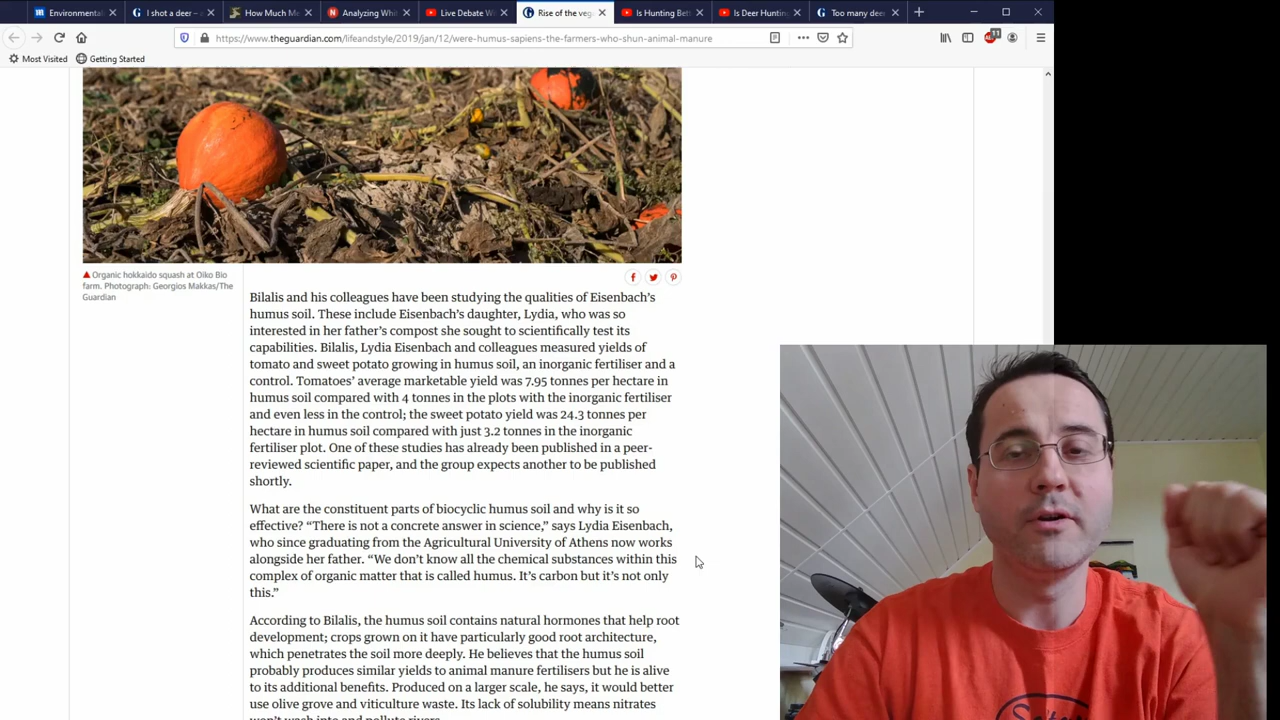 Environmental
I shot a deer –
How Much Me
Analyzing Whi
Live Debate Wi
Rise of the veg
Is Hunting Bett
Is Deer Hunting
Too many deer
https://www.theguardian.com/lifeandstyle/2019/jan/12/were-humus-sapiens-the-farmers-who-shun-animal-manure
11
Most Visited
Getting Started
Organic hokkaido squash at Oiko Bio
farm. Photograph: Georgios Makkas/The
Guardian
Bilalis and his colleagues have been studying the qualities of Eisenbach’s
humus soil. These include Eisenbach’s daughter, Lydia, who was so
interested in her father’s compost she sought to scientifically test its
capabilities. Bilalis, Lydia Eisenbach and colleagues measured yields of
tomato and sweet potato growing in humus soil, an inorganic fertiliser and a
control. Tomatoes’ average marketable yield was 7.95 tonnes per hectare in
humus soil compared with 4 tonnes in the plots with the inorganic fertiliser
and even less in the control; the sweet potato yield was 24.3 tonnes per
hectare in humus soil compared with just 3.2 tonnes in the inorganic
fertiliser plot. One of these studies has already been published in a peer-
reviewed scientific paper, and the group expects another to be published
shortly.
What are the constituent parts of biocyclic humus soil and why is it so
effective? “There is not a concrete answer in science,” says Lydia Eisenbach,
who since graduating from the Agricultural University of Athens now works
alongside her father. “We don’t know all the chemical substances within this
complex of organic matter that is called humus. It’s carbon but it’s not only
this.”
According to Bilalis, the humus soil contains natural hormones that help root
development; crops grown on it have particularly good root architecture,
which penetrates the soil more deeply. He believes that the humus soil
probably produces similar yields to animal manure fertilisers but he is alive
to its additional benefits. Produced on a larger scale, he says, it would better
use olive grove and viticulture waste. Its lack of solubility means nitrates
won’t wash into and pollute rivers.